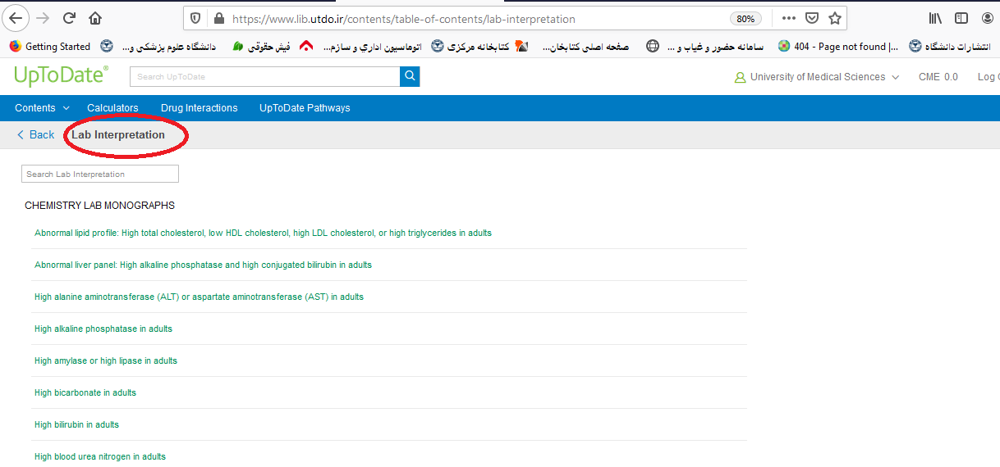 https://www.lib.utdo.ir/contents/table-of-contents/lab-interpretation 80%
Getting Started دانشگاه علوم پزشکی و... فیش حقوقی اتوماسیون اداری و سازم... کتابخانه مرکزی صفحه اصلی کتابخان... سامانه حضور و غیاب و ... 404 - Page not found |... انتشارات دانشگاه
UpToDate® Search UpToDate University of Medical Sciences CME 0.0 Log
Contents Calculators Drug Interactions UpToDate Pathways
Back Lab Interpretation
Search Lab Interpretation
CHEMISTRY LAB MONOGRAPHS
Abnormal lipid profile: High total cholesterol, low HDL cholesterol, high LDL cholesterol, or high triglycerides in adults
Abnormal liver panel: High alkaline phosphatase and high conjugated bilirubin in adults
High alanine aminotransferase (ALT) or aspartate aminotransferase (AST) in adults
High alkaline phosphatase in adults
High amylase or high lipase in adults
High bicarbonate in adults
High bilirubin in adults
High blood urea nitrogen in adults